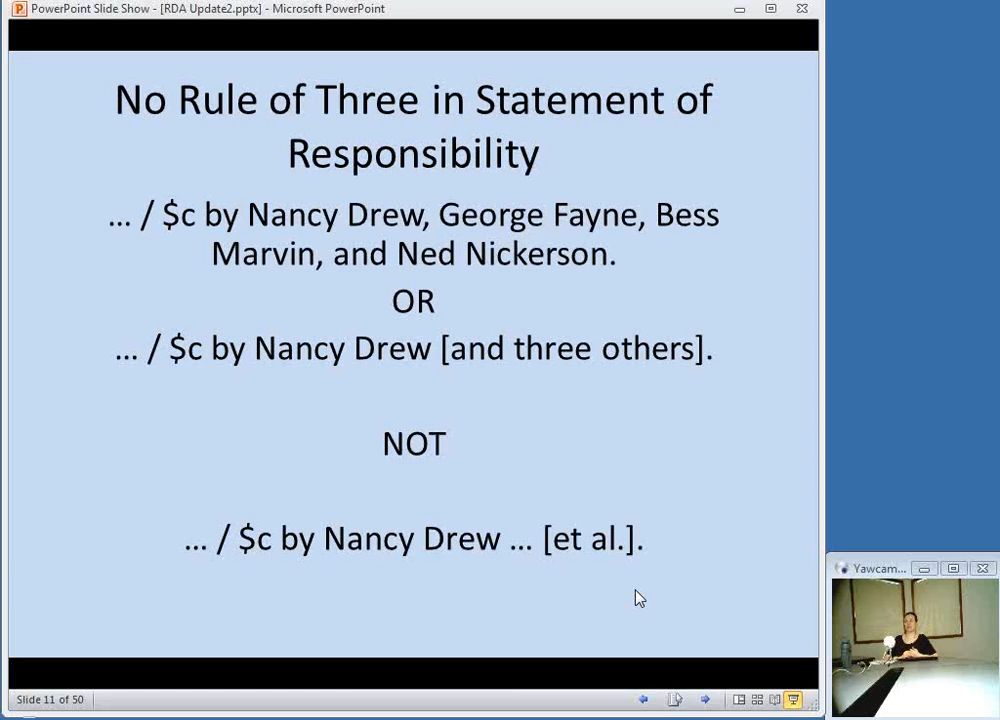 PowerPoint Slide Show - [RDA Update2.pptx] - Microsoft PowerPoint
No Rule of Three in Statement of
Responsibility
... / $c by Nancy Drew, George Fayne, Bess
Marvin, and Ned Nickerson.
OR
... / $c by Nancy Drew [and three others].
NOT
... / $c by Nancy Drew ... [et al.].
Yawcam...
Slide 11 of 50